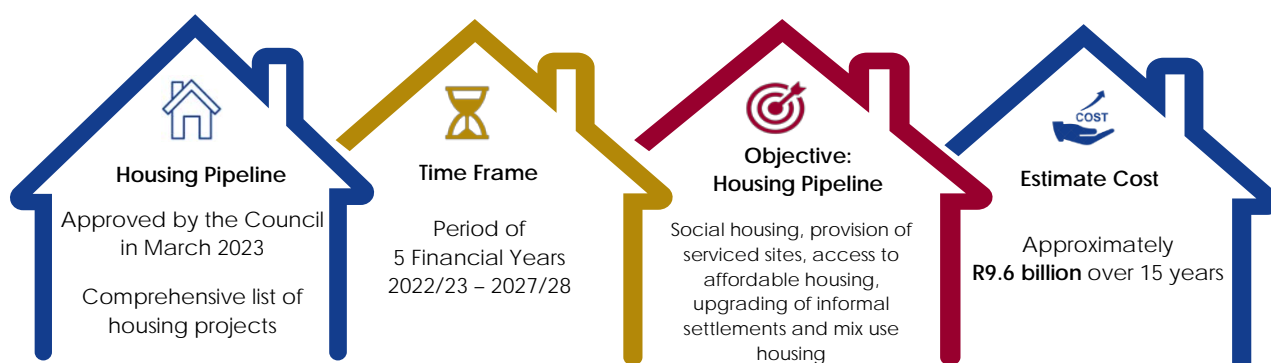 Housing Pipeline
Approved by the Council
in March 2023
Comprehensive list of
housing projects
Time Frame
Period of
5 Financial Years
2022/23 – 2027/28
Objective:
Housing Pipeline
Social housing, provision of
serviced sites, access to
affordable housing,
upgrading of informal
settlements and mix use
housing
COST
Estimate Cost
Approximately
R9.6 billion over 15 years